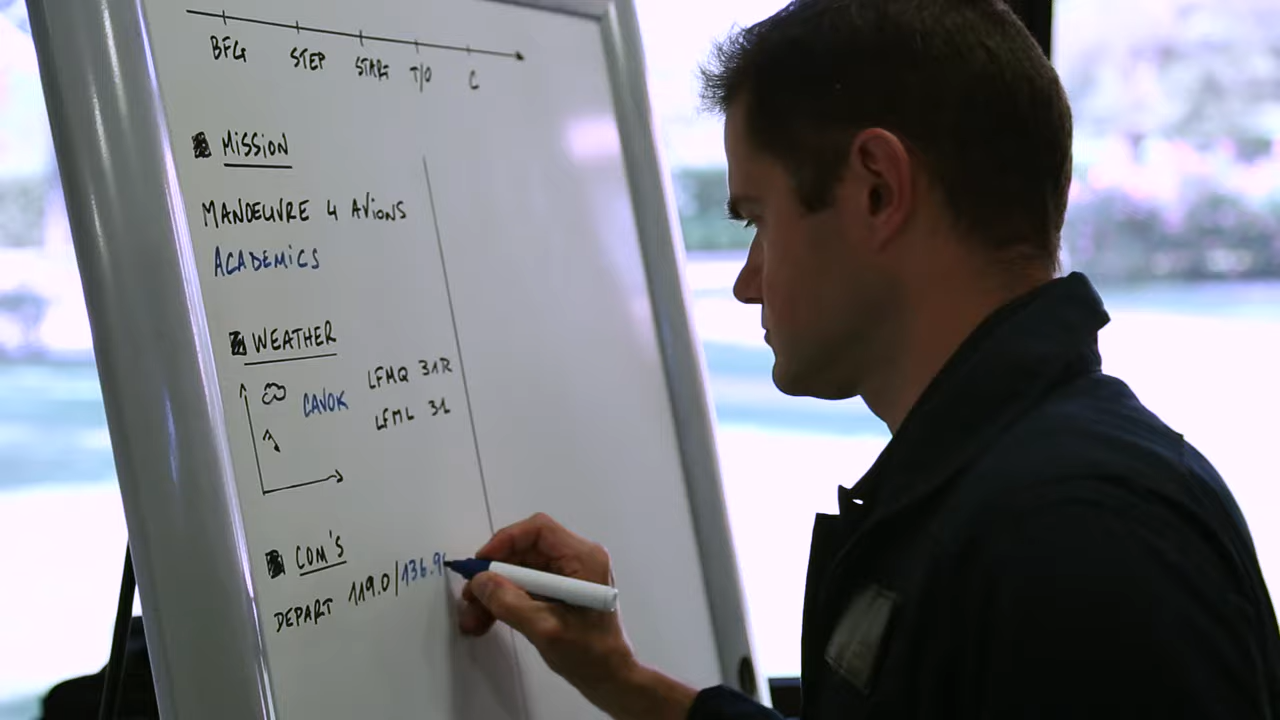 BFG STEP START T/O C
MISSION
MANOEUVRE 4 AVIONS
ACADEMICS
WEATHER
CAVOK LFMQ 31R
LFML 31
COM'S
DEPART 119.0/136.9